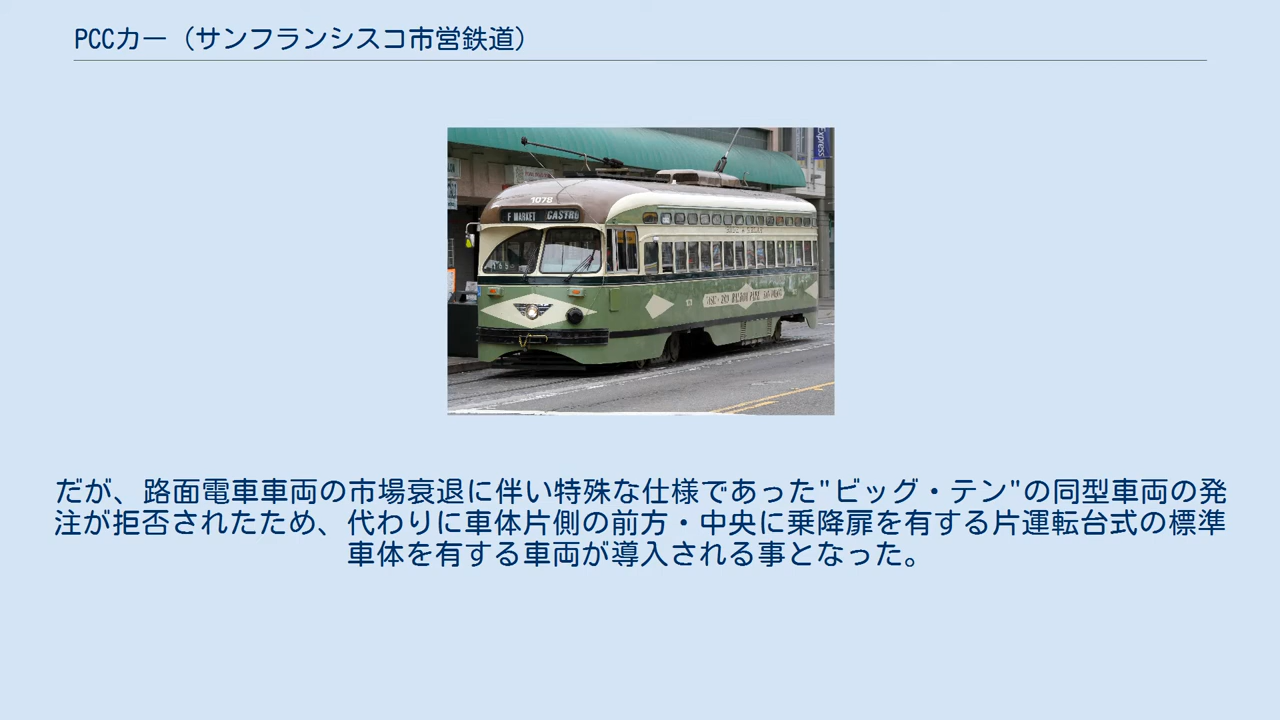 PCCカー（サンフランシスコ市営鉄道）
Express
1078
F MARKET CASTRO
だが、路面電車車両の市場衰退に伴い特殊な仕様であった"ビッグ・テン"の同型車両の発
注が拒否されたため、代わりに車体片側の前方・中央に乗降扉を有する片運転台式の標準
車体を有する車両が導入される事となった。